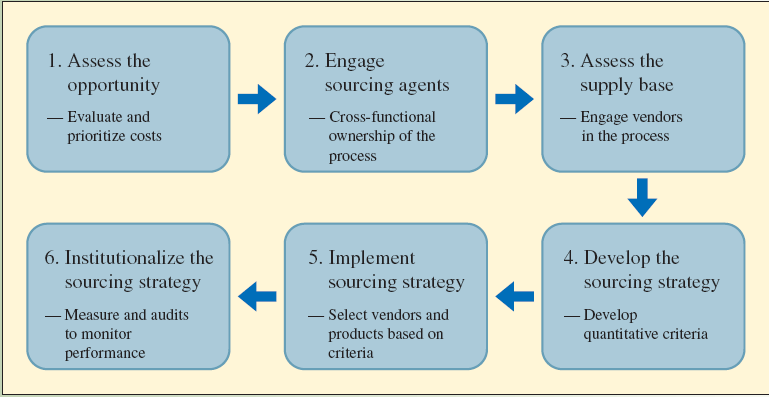 1. Assess the
opportunity
— Evaluate and
prioritize costs
2. Engage
sourcing agents
— Cross-functional
ownership of the
process
3. Assess the
supply base
— Engage vendors
in the process
4. Develop the
sourcing strategy
— Develop
quantitative criteria
5. Implement
sourcing strategy
— Select vendors and
products based on
criteria
6. Institutionalize the
sourcing strategy
— Measure and audits
to monitor
performance